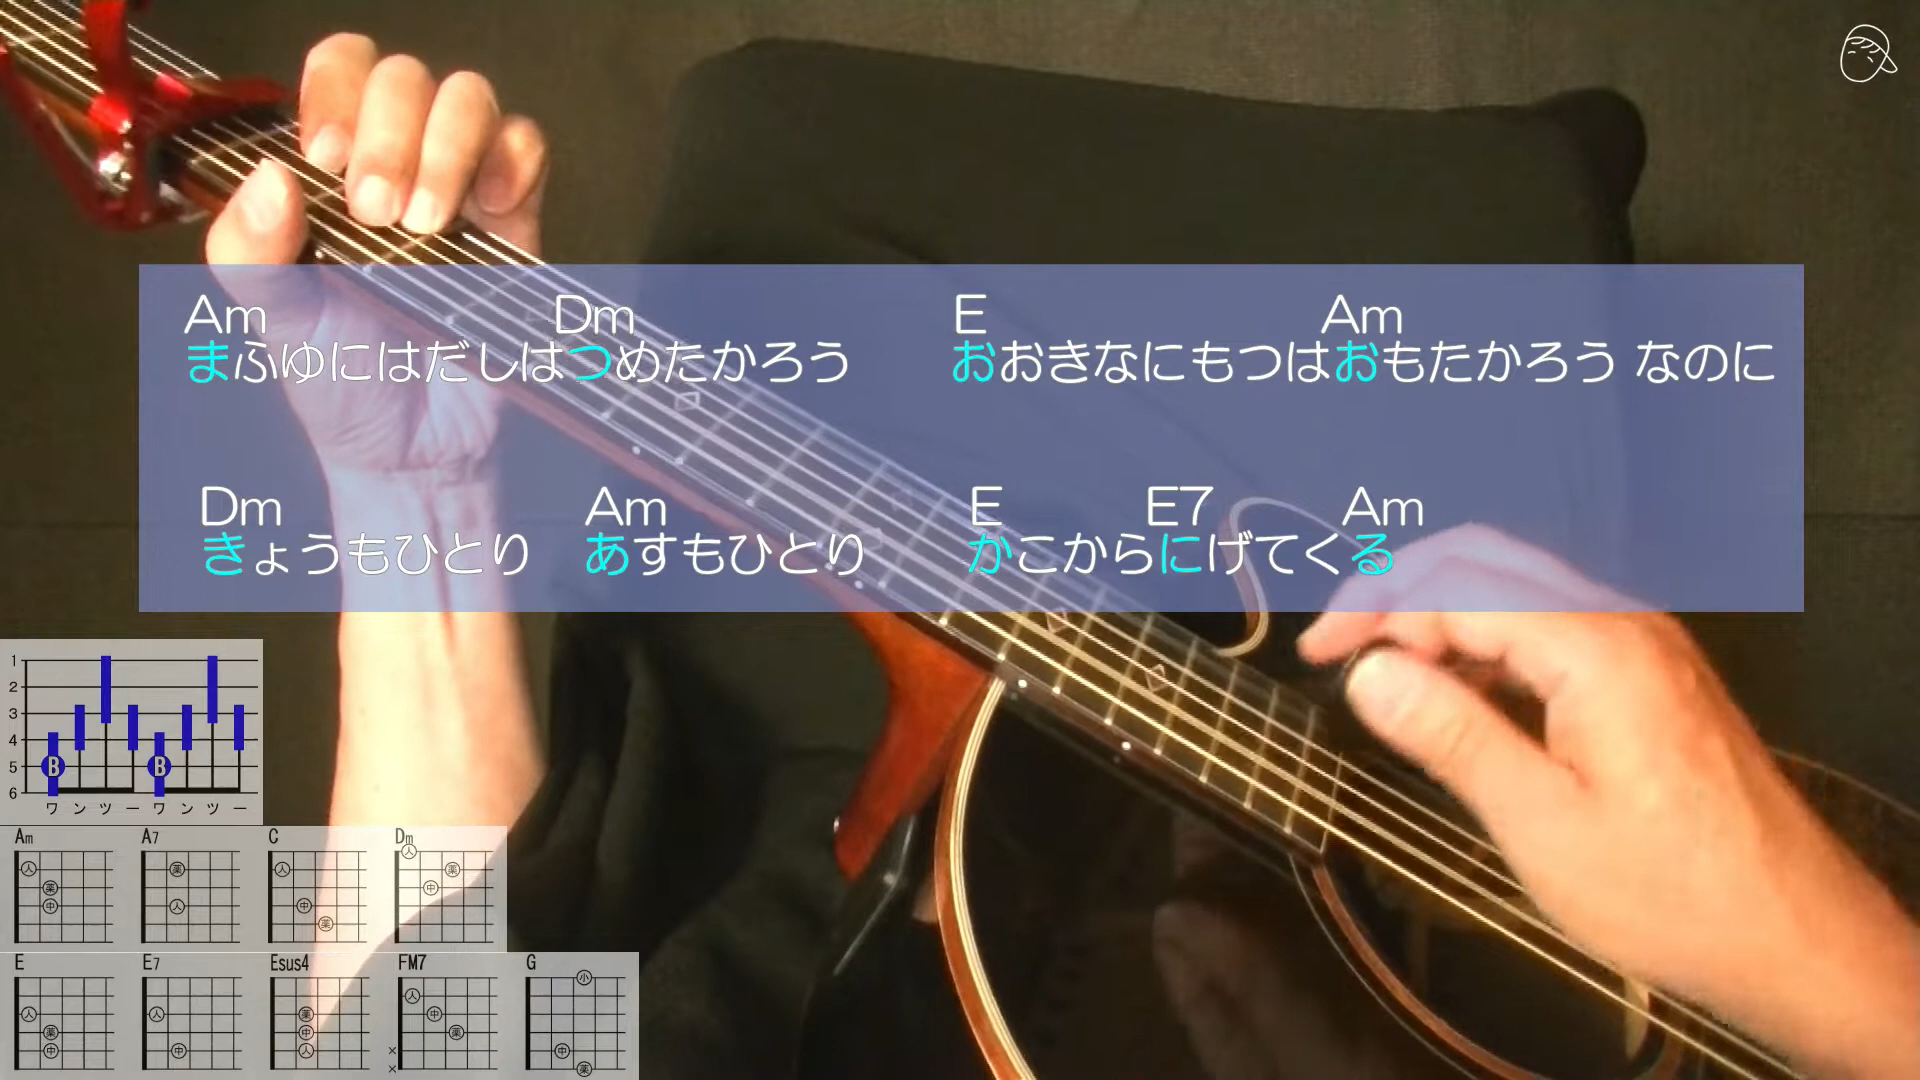 Am Dm E Am
まふゆにはだしはつめたかろう おおきなにもつはおもたかろう なのに
Dm Am E E7 Am
きょうもひとり あすもひとり かこからにげてくる
1
2
3
4
5
6
B B
ワ ン ツ ー ワ ン ツ ー
Am A7 C Dm
人 薬 中
薬 人
人 中 薬
人 薬 中
E E7 Esus4 FM7 G
人 薬 中
人 中
薬 中 人
人 中 薬 × ×
小 中 薬